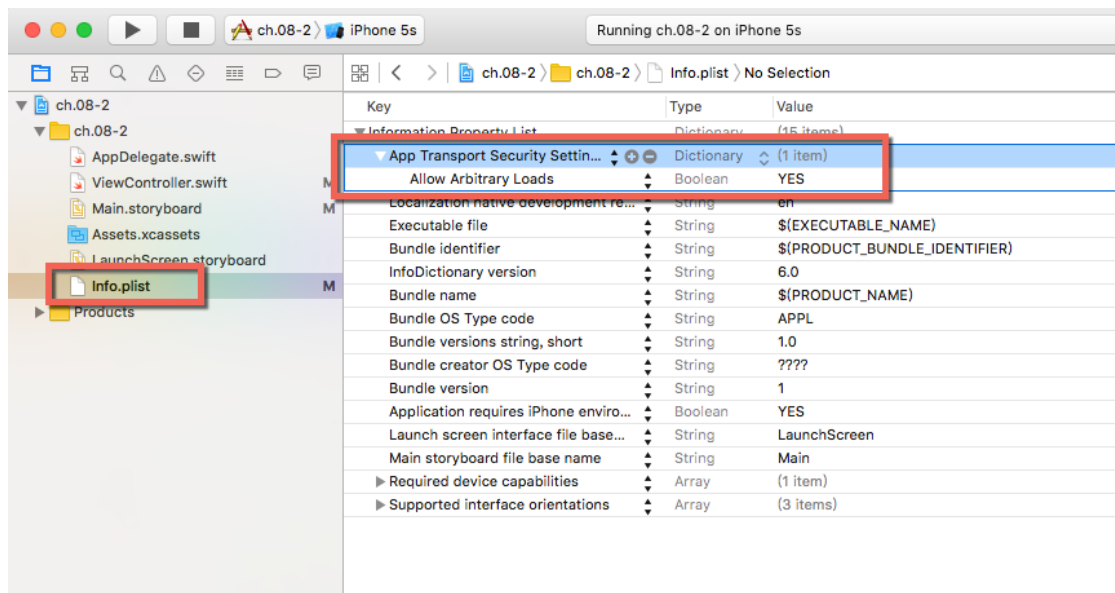 ch.08-2 iPhone 5s Running ch.08-2 on iPhone 5s
ch.08-2 ch.08-2 Info.plist No Selection
ch.08-2
ch.08-2
AppDelegate.swift
ViewController.swift M
Main.storyboard M
Assets.xcassets
LaunchScreen.storyboard
Info.plist M
Products
Key Type Value
Information Property List Dictionary (15 items)
App Transport Security Settin... Dictionary (1 item)
Allow Arbitrary Loads Boolean YES
Localization native development re... String en
Executable file String $(EXECUTABLE_NAME)
Bundle identifier String $(PRODUCT_BUNDLE_IDENTIFIER)
InfoDictionary version String 6.0
Bundle name String $(PRODUCT_NAME)
Bundle OS Type code String APPL
Bundle versions string, short String 1.0
Bundle creator OS Type code String ????
Bundle version String 1
Application requires iPhone enviro... Boolean YES
Launch screen interface file base... String LaunchScreen
Main storyboard file base name String Main
Required device capabilities Array (1 item)
Supported interface orientations Array (3 items)